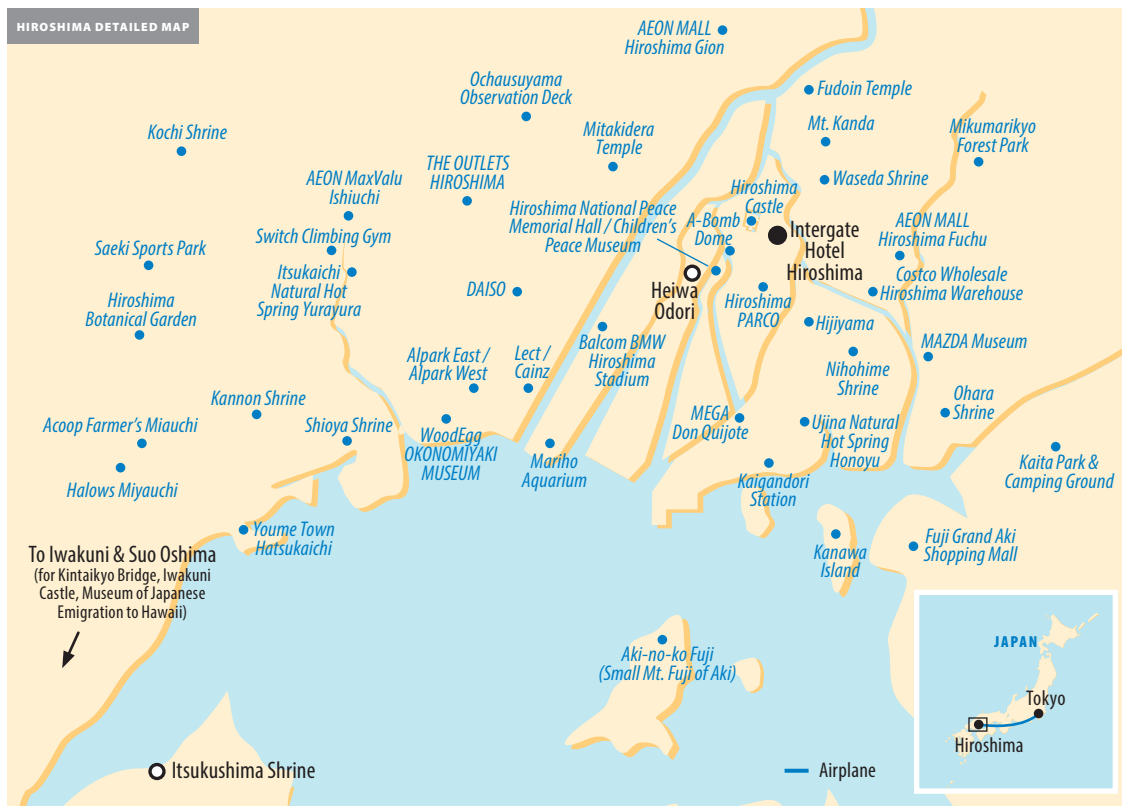 HIROSHIMA DETAILED MAP
AEON MALL
Hiroshima Gion
Ochausuyama
Observation Deck
Fudoin Temple
Kochi Shrine
Mitakidera
Temple
Mt. Kanda
Mikumarikyo
Forest Park
THE OUTLETS
HIROSHIMA
AEON MaxValu
Ishiuchi
Waseda Shrine
Hiroshima
Castle
Hiroshima National Peace
Memorial Hall / Children's
Peace Museum
A-Bomb
Dome
AEON MALL
Hiroshima Fuchu
Switch Climbing Gym
Saeki Sports Park
Intergate
Hotel
Hiroshima
Itsukaichi
Natural Hot
Spring Yurayura
DAISO
Heiwa
Odori
Hiroshima
PARCO
Costco Wholesale
Hiroshima Warehouse
Hiroshima
Botanical Garden
Hijiyama
Balcom BMW
Hiroshima
Stadium
MAZDA Museum
Alpark East /
Alpark West
Lect /
Cainz
Nihohime
Shrine
Kannon Shrine
Ohara
Shrine
Acoop Farmer's Miauchi
Shioya Shrine
WoodEgg
OKONOMIYAKI
MUSEUM
MEGA
Don Quijote
Ujina Natural
Hot Spring
Honoyu
Mariho
Aquarium
Kaita Park &
Camping Ground
Halows Miyauchi
Kaigandori
Station
Youme Town
Hatsukaichi
Fuji Grand Aki
Shopping Mall
Kanawa
Island
To Iwakuni & Suo Oshima
(for Kintaikyo Bridge, Iwakuni
Castle, Museum of Japanese
Emigration to Hawaii)
Aki-no-ko Fuji
(Small Mt. Fuji of Aki)
JAPAN
Tokyo
Hiroshima
Itsukushima Shrine
Airplane